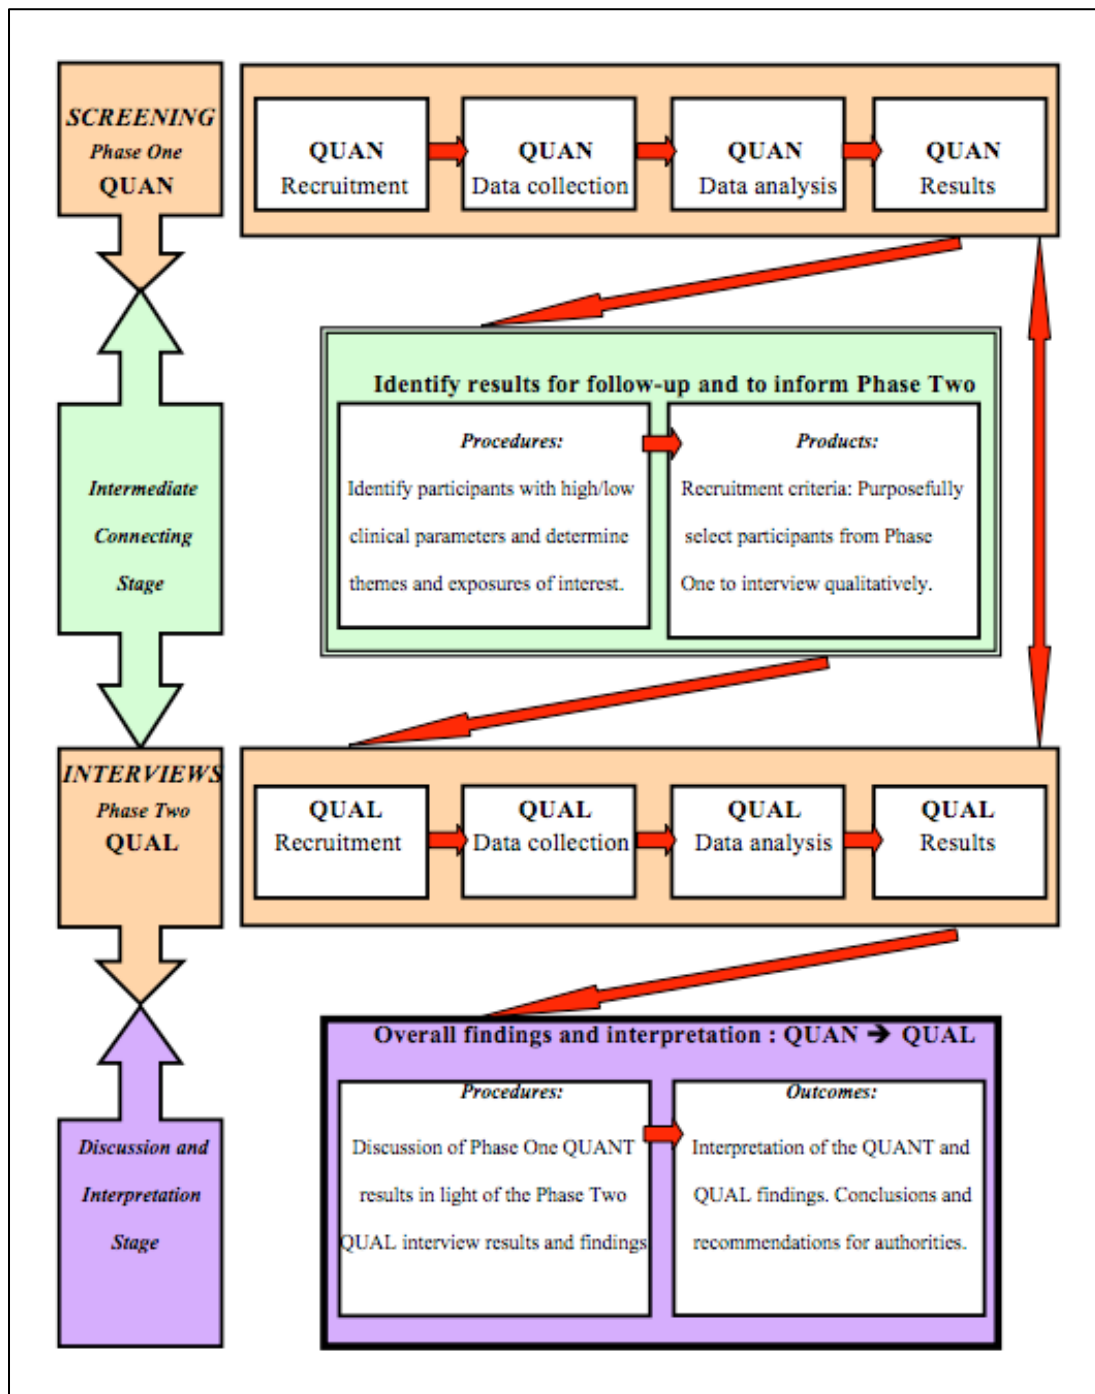 SCREENING
Phase One
QUAN
QUAN
Recruitment
QUAN
Data collection
QUAN
Data analysis
QUAN
Results
Identify results for follow-up and to inform Phase Two
Procedures:
Identify participants with high/low
clinical parameters and determine
themes and exposures of interest.
Products:
Recruitment criteria: Purposefully
select participants from Phase
One to interview qualitatively.
Intermediate
Connecting
Stage
INTERVIEWS
Phase Two
QUAL
QUAL
Recruitment
QUAL
Data collection
QUAL
Data analysis
QUAL
Results
Overall findings and interpretation : QUAN ➔ QUAL
Procedures:
Discussion of Phase One QUANT
results in light of the Phase Two
QUAL interview results and findings
Outcomes:
Interpretation of the QUANT and
QUAL findings. Conclusions and
recommendations for authorities.
Discussion and
Interpretation
Stage